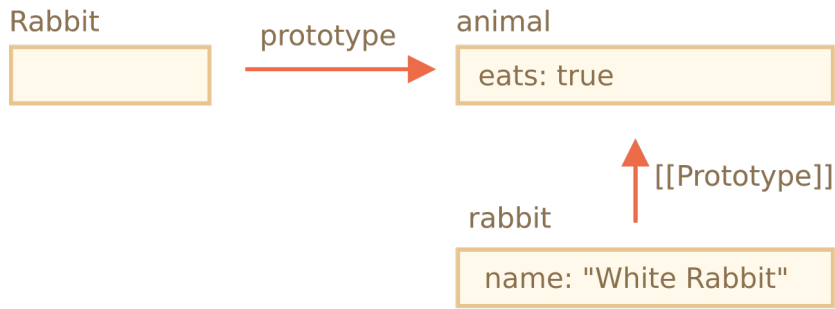 Rabbit
prototype
animal
eats: true
[[Prototype]]
rabbit
name: "White Rabbit"